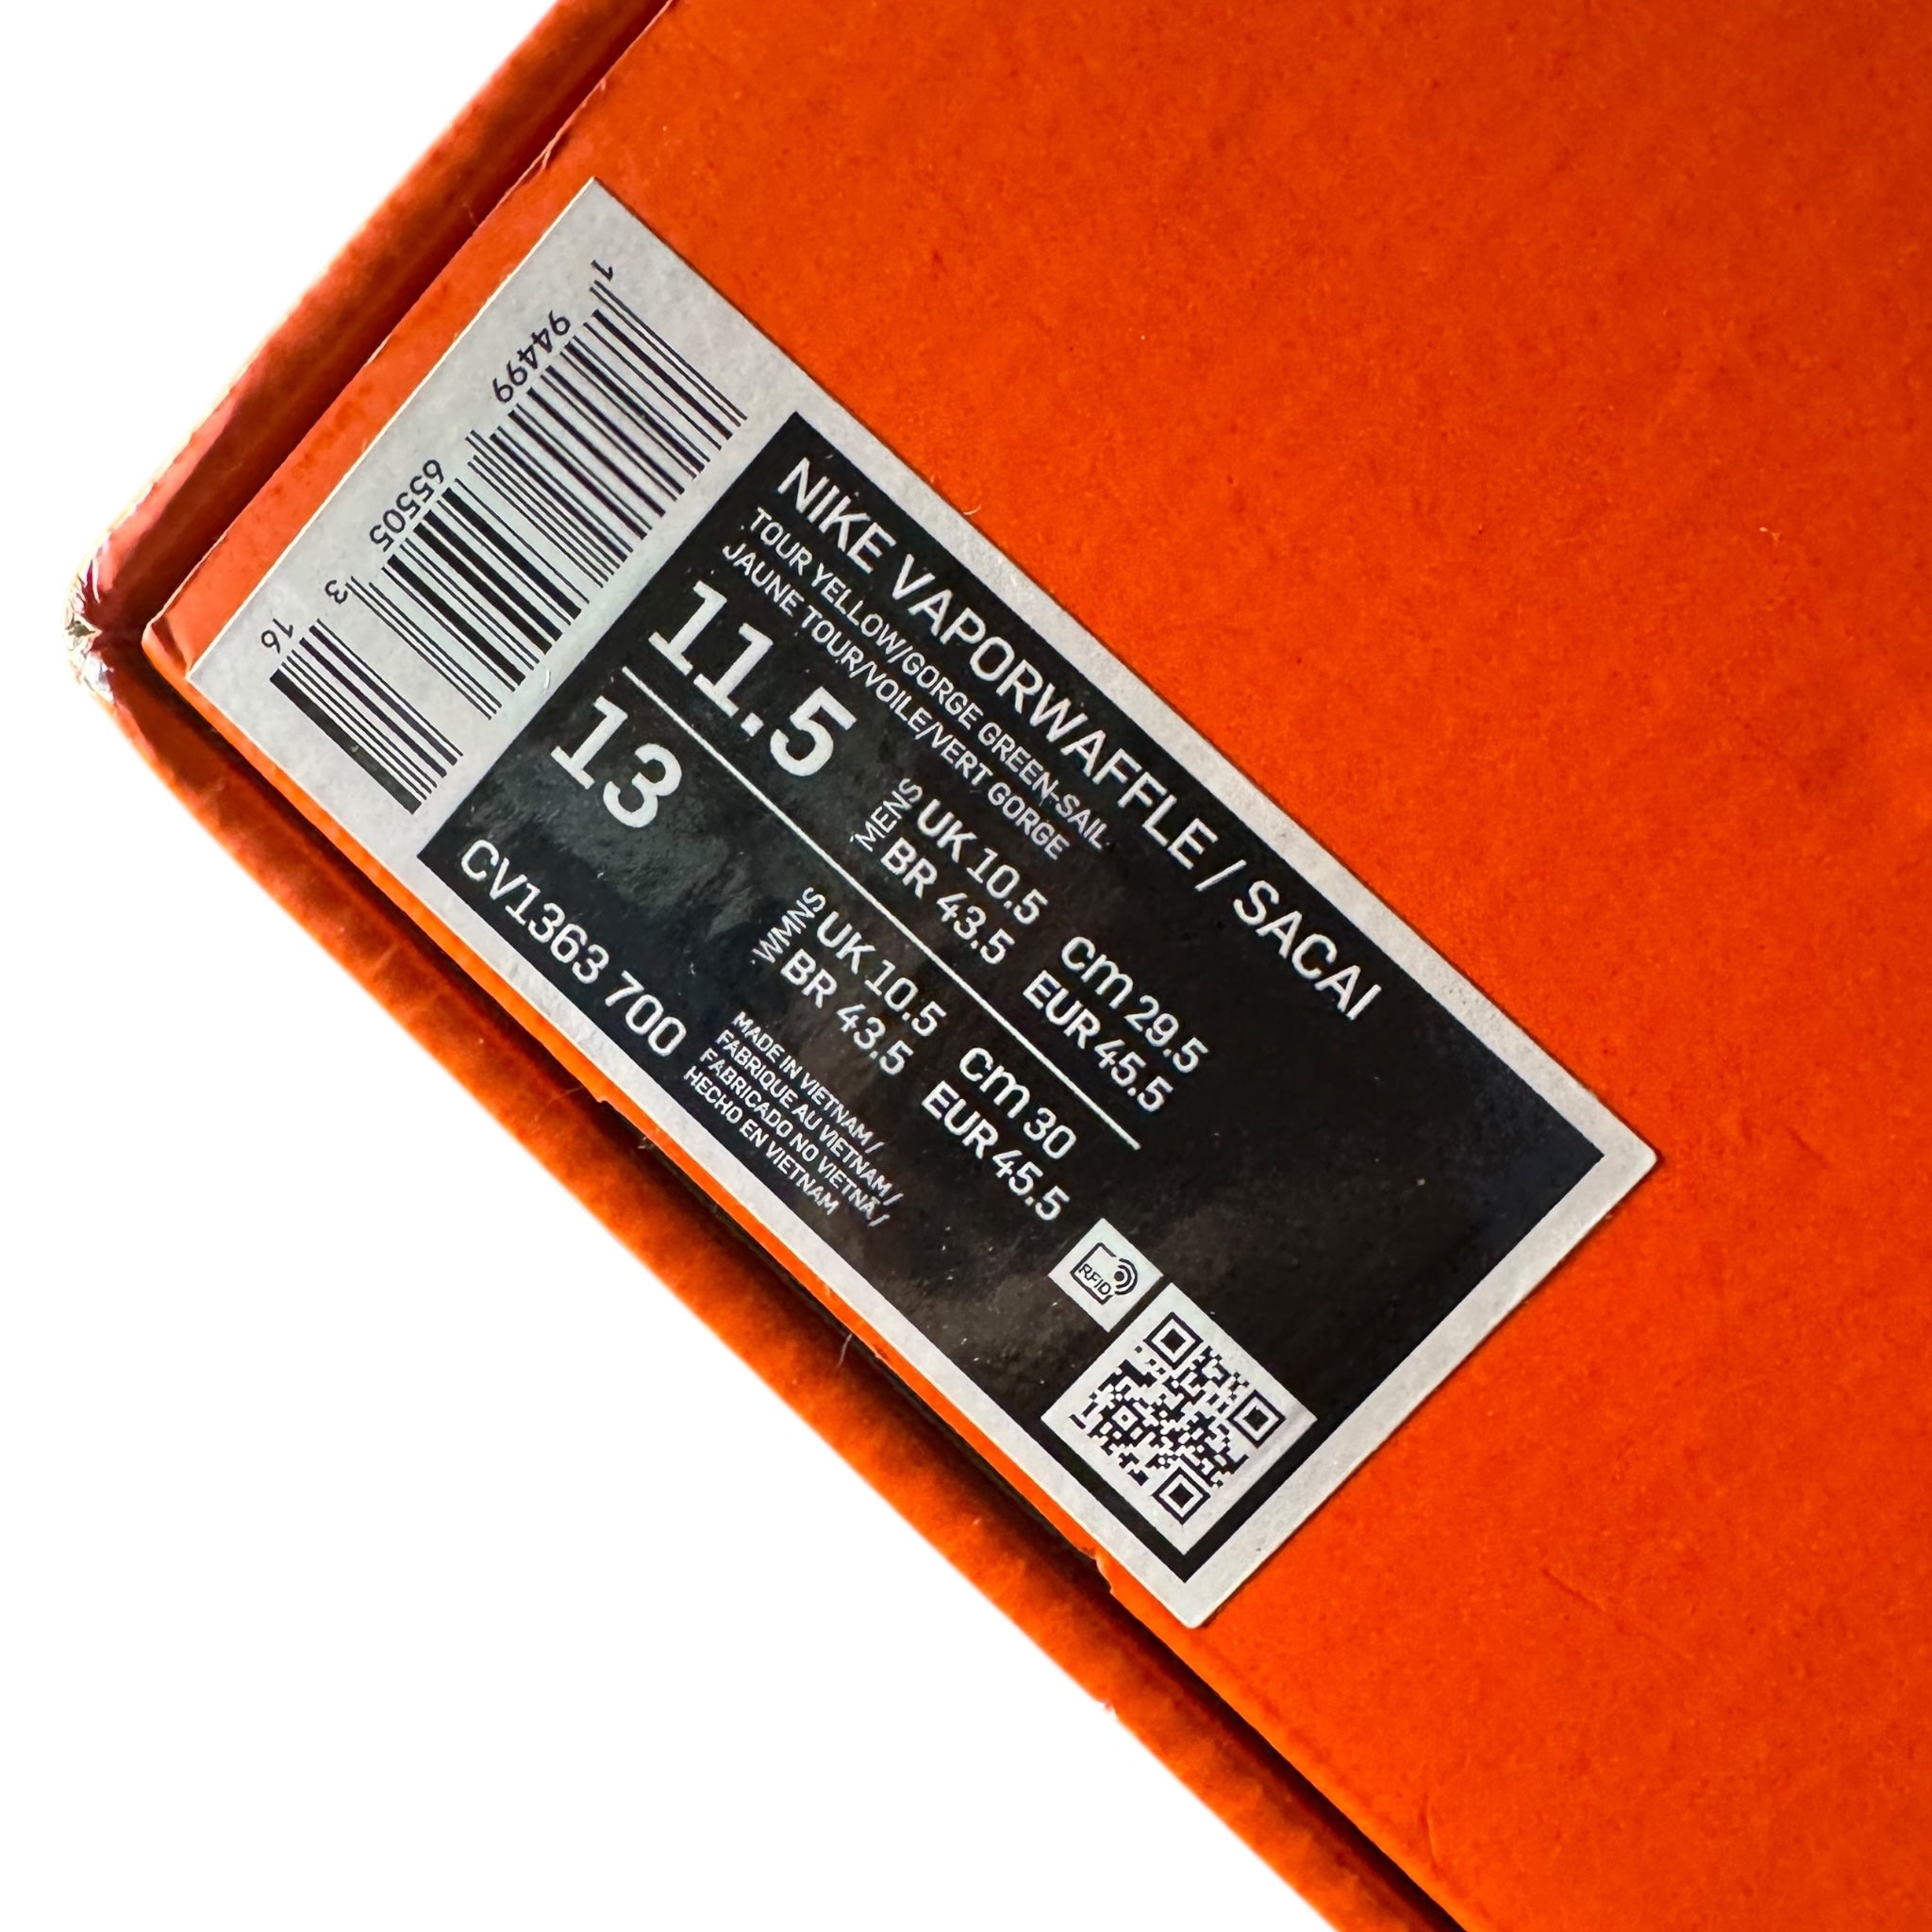 NIKE VAPORWAFFLE / SACAI
TOUR YELLOW/GORGE GREEN-SAIL
JAUNE TOUR/VOILE/VERT GORGE
11.5
MENS
UK 10.5
BR 43.5
cm 29.5
EUR 45.5
13
WMNS
UK 10.5
BR 43.5
cm 30
EUR 45.5
CV1363 700
MADE IN VIETNAM /
FABRIQUE AU VIETNAM /
FABRICADO NO VIETNÃ /
HECHO EN VIETNAM
RFID
1 94499 65505 3
16